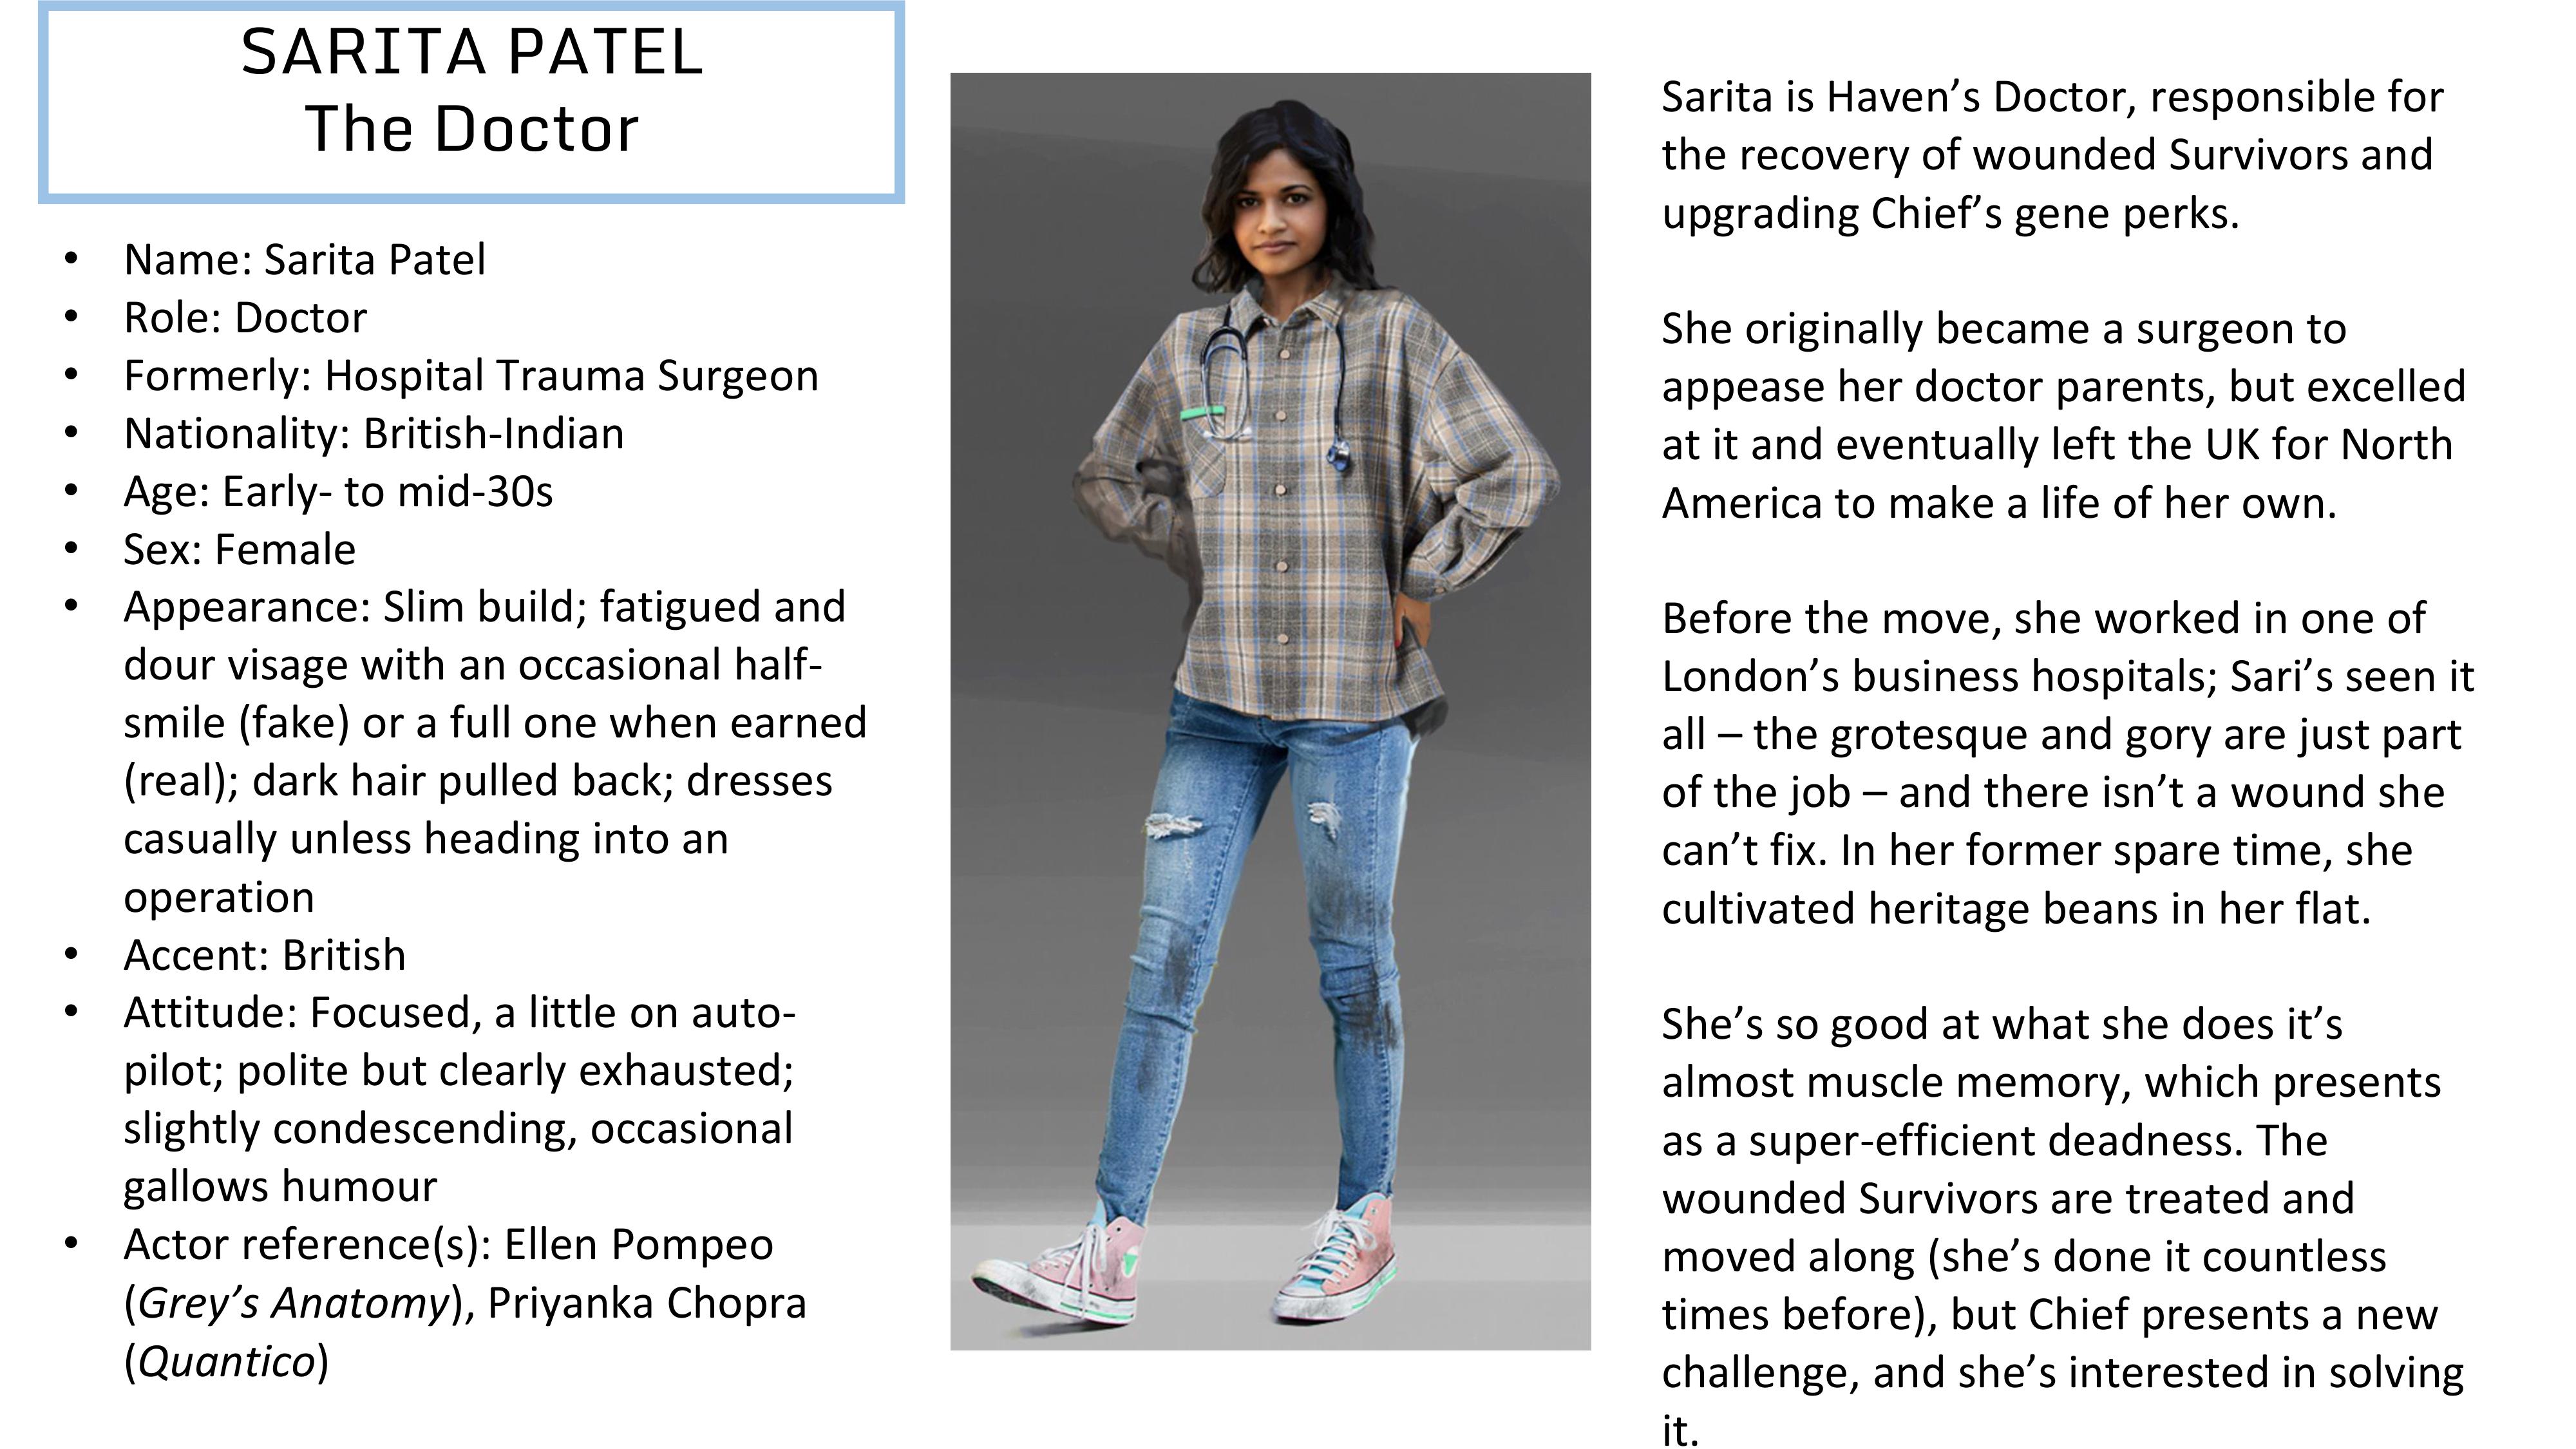 SARITA PATEL
The Doctor
• Name: Sarita Patel
• Role: Doctor
• Formerly: Hospital Trauma Surgeon
• Nationality: British-Indian
• Age: Early- to mid-30s
• Sex: Female
• Appearance: Slim build; fatigued and
dour visage with an occasional half-
smile (fake) or a full one when earned
(real); dark hair pulled back; dresses
casually unless heading into an
operation
• Accent: British
• Attitude: Focused, a little on auto-
pilot; polite but clearly exhausted;
slightly condescending, occasional
gallows humour
• Actor reference(s): Ellen Pompeo
(Grey’s Anatomy), Priyanka Chopra
(Quantico)
Sarita is Haven’s Doctor, responsible for
the recovery of wounded Survivors and
upgrading Chief’s gene perks.
She originally became a surgeon to
appease her doctor parents, but excelled
at it and eventually left the UK for North
America to make a life of her own.
Before the move, she worked in one of
London’s business hospitals; Sari’s seen it
all – the grotesque and gory are just part
of the job – and there isn’t a wound she
can’t fix. In her former spare time, she
cultivated heritage beans in her flat.
She’s so good at what she does it’s
almost muscle memory, which presents
as a super-efficient deadness. The
wounded Survivors are treated and
moved along (she’s done it countless
times before), but Chief presents a new
challenge, and she’s interested in solving
it.